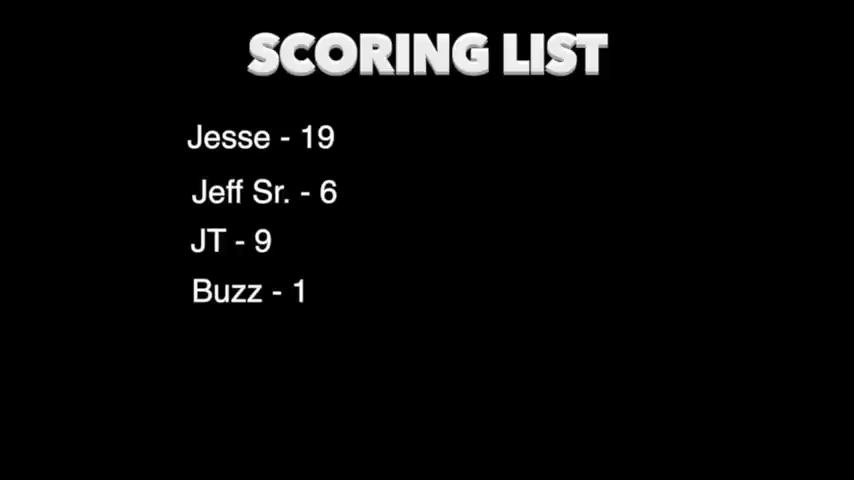 SCORING LIST
Jesse - 19
Jeff Sr. - 6
JT - 9
Buzz - 1